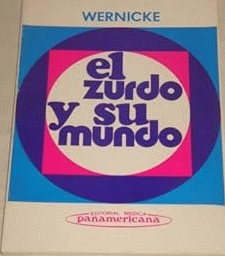 WERNICKE
el
zurdo
y su
mundo
EDITORIAL MEDICA
panamericana